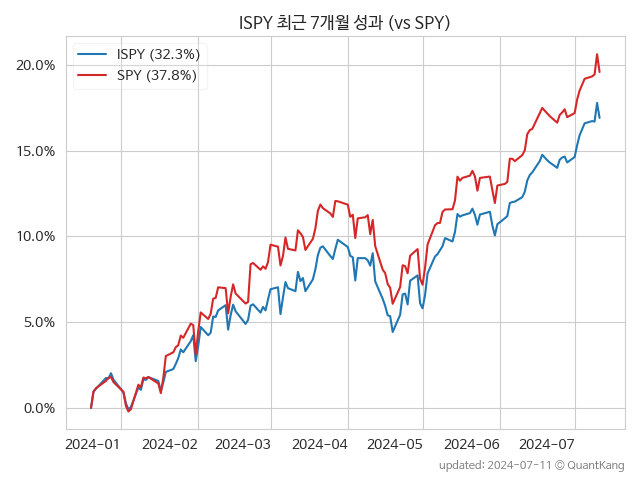 ISPY 최근 7개월 성과 (vs SPY)
ISPY (32.3%)
SPY (37.8%)
20.0%
15.0%
10.0%
5.0%
0.0%
2024-01 2024-02 2024-03 2024-04 2024-05 2024-06 2024-07
updated: 2024-07-11 © QuantKang